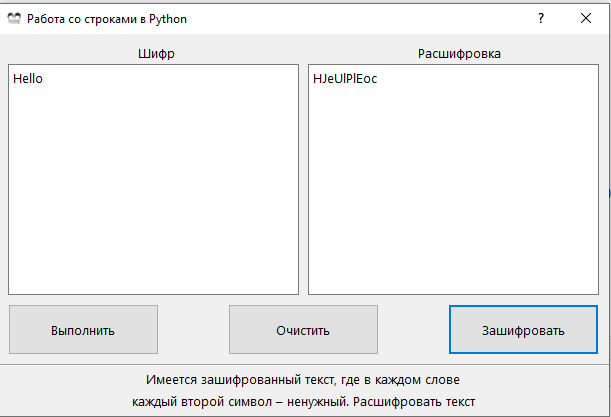 Работа со строками в Python
?
Шифр
Расшифровка
Hello
HJeUlPlEoc
Выполнить
Очистить
Зашифровать
Имеется зашифрованный текст, где в каждом слове
каждый второй символ – ненужный. Расшифровать текст